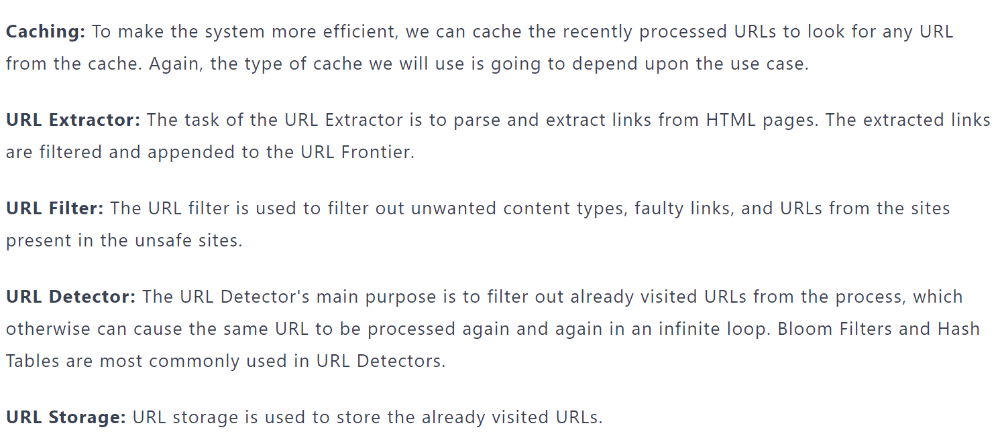 Caching: To make the system more efficient, we can cache the recently processed URLs to look for any URL
from the cache. Again, the type of cache we will use is going to depend upon the use case.
URL Extractor: The task of the URL Extractor is to parse and extract links from HTML pages. The extracted links
are filtered and appended to the URL Frontier.
URL Filter: The URL filter is used to filter out unwanted content types, faulty links, and URLs from the sites
present in the unsafe sites.
URL Detector: The URL Detector's main purpose is to filter out already visited URLs from the process, which
otherwise can cause the same URL to be processed again and again in an infinite loop. Bloom Filters and Hash
Tables are most commonly used in URL Detectors.
URL Storage: URL storage is used to store the already visited URLs.